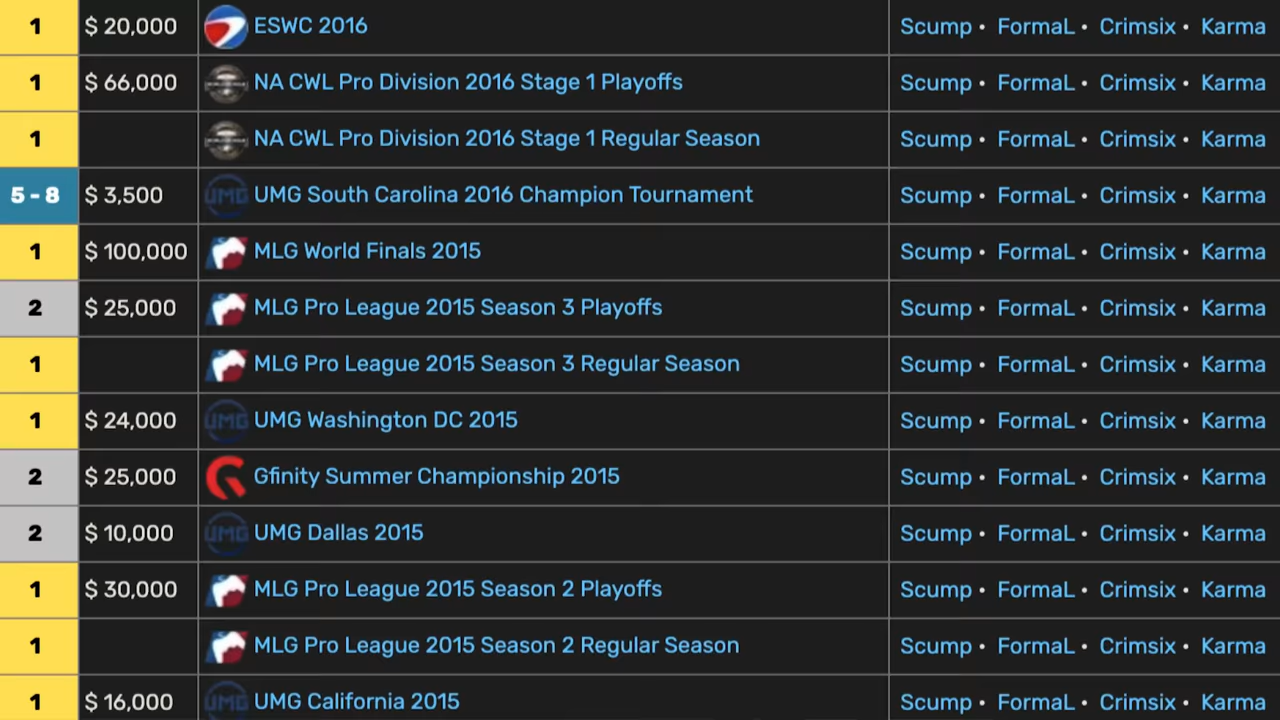 1 $ 20,000 ESWC 2016 Scump • FormaL • Crimsix • Karma
1 $ 66,000 NA CWL Pro Division 2016 Stage 1 Playoffs Scump • FormaL • Crimsix • Karma
1 NA CWL Pro Division 2016 Stage 1 Regular Season Scump • FormaL • Crimsix • Karma
5 - 8 $ 3,500 UMG UMG South Carolina 2016 Champion Tournament Scump • FormaL • Crimsix • Karma
1 $ 100,000 MLG World Finals 2015 Scump • FormaL • Crimsix • Karma
2 $ 25,000 MLG Pro League 2015 Season 3 Playoffs Scump • FormaL • Crimsix • Karma
1 MLG Pro League 2015 Season 3 Regular Season Scump • FormaL • Crimsix • Karma
1 $ 24,000 UMG UMG Washington DC 2015 Scump • FormaL • Crimsix • Karma
2 $ 25,000 Gfinity Summer Championship 2015 Scump • FormaL • Crimsix • Karma
2 $ 10,000 UMG UMG Dallas 2015 Scump • FormaL • Crimsix • Karma
1 $ 30,000 MLG Pro League 2015 Season 2 Playoffs Scump • FormaL • Crimsix • Karma
1 MLG Pro League 2015 Season 2 Regular Season Scump • FormaL • Crimsix • Karma
1 $ 16,000 UMG UMG California 2015 Scump • FormaL • Crimsix • Karma